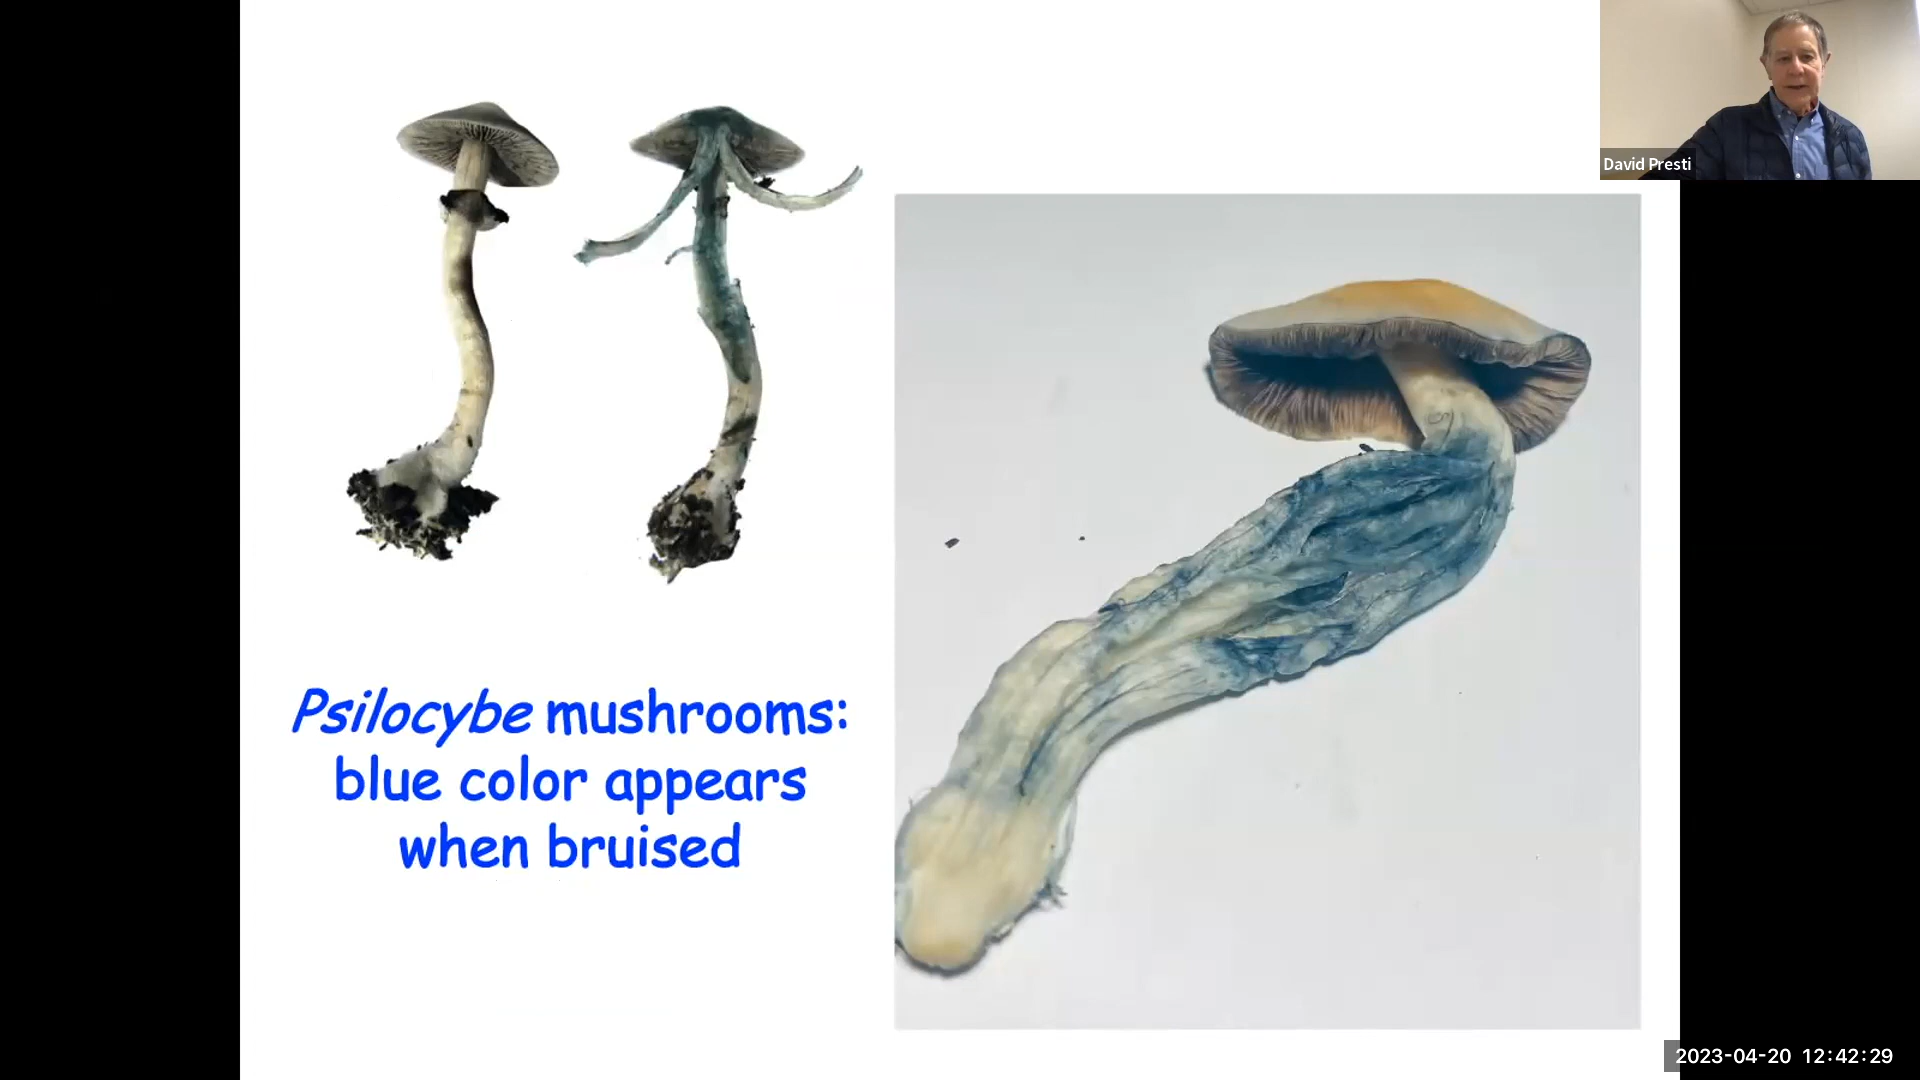 David Presti
Psilocybe mushrooms:
blue color appears
when bruised
2023-04-20 12:42:29